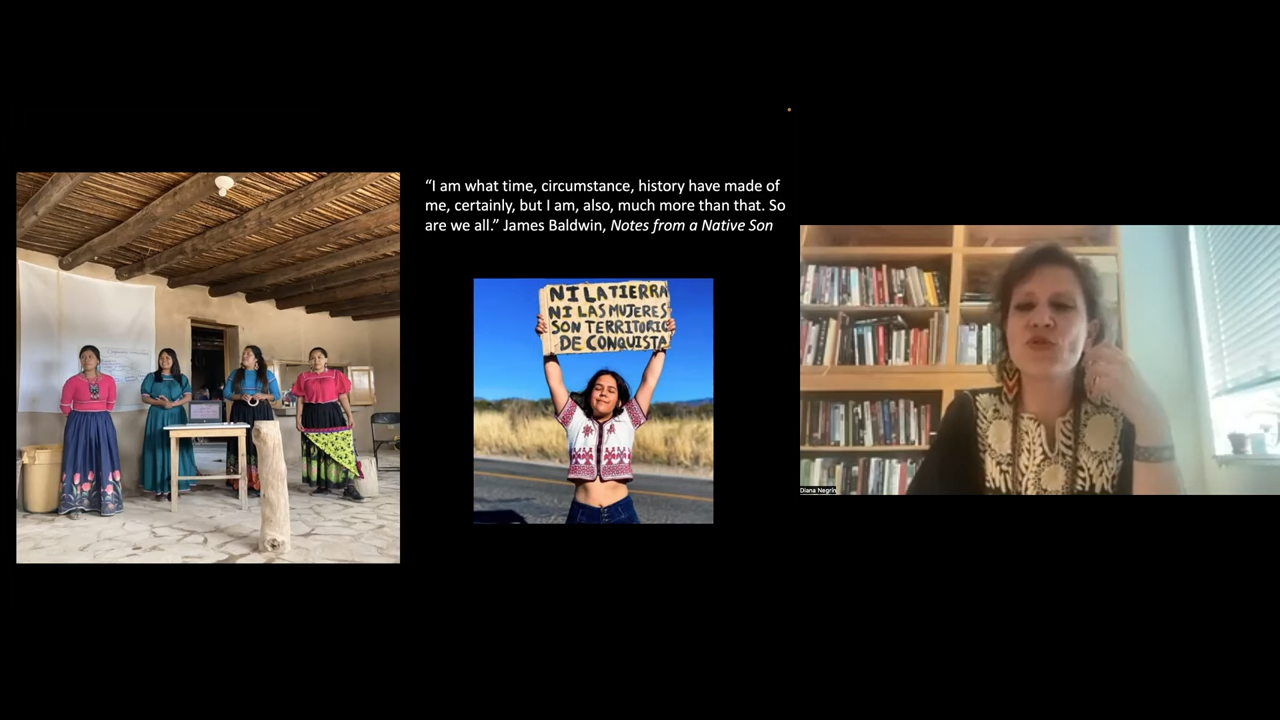 “I am what time, circumstance, history have made of
me, certainly, but I am, also, much more than that. So
are we all.” James Baldwin, Notes from a Native Son
NI LA TIERRA
NI LAS MUJERES
SON TERRITORIO
DE CONQUISTA
Diana Negrín